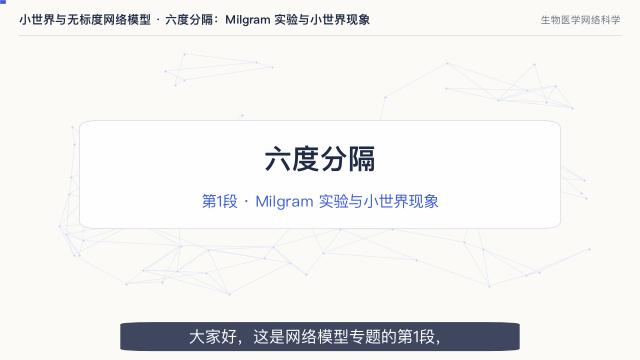 小世界与无标度网络模型 · 六度分隔：Milgram 实验与小世界现象
生物医学网络科学
六度分隔
第1段 · Milgram 实验与小世界现象
大家好，这是网络模型专题的第1段，